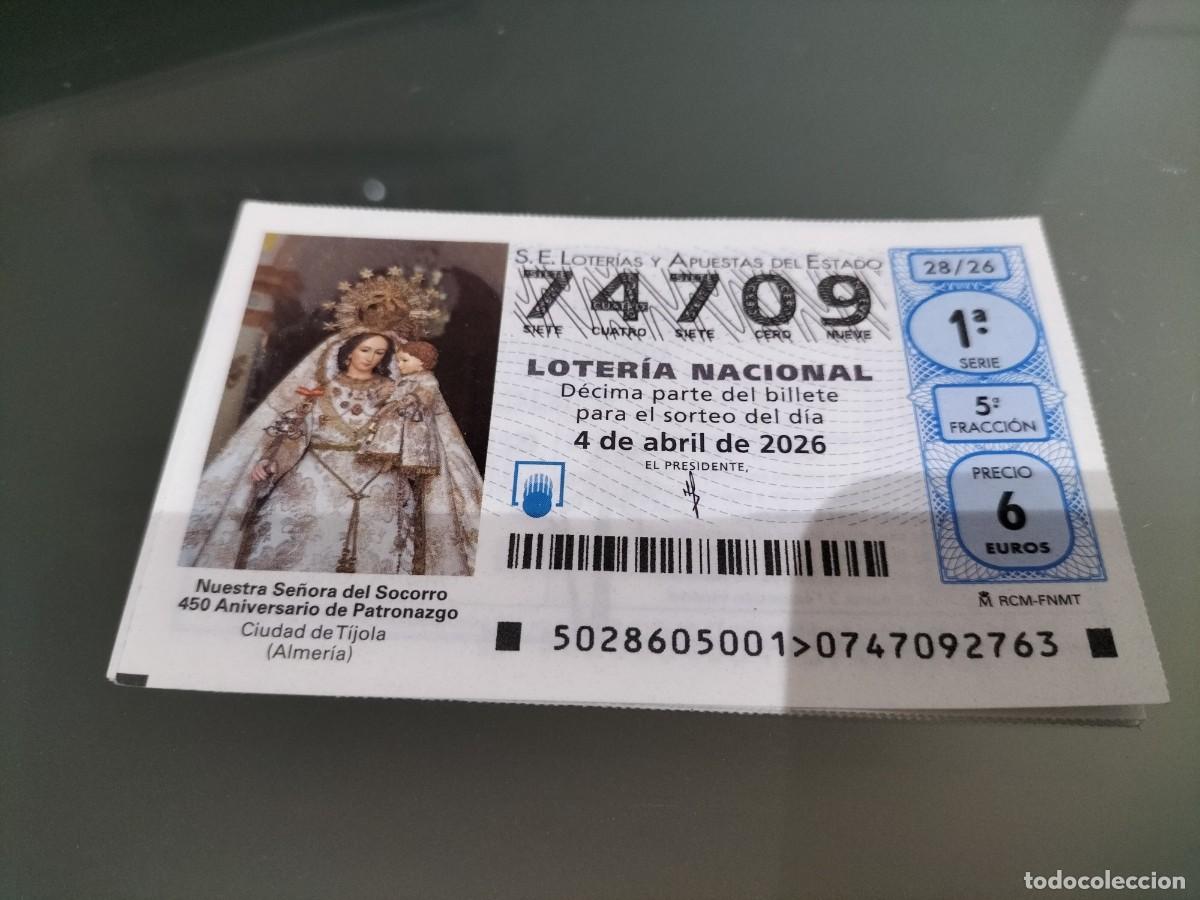 S.E. LOTERÍAS Y APUESTAS DEL ESTADO
74709
SIETE CUATRO SIETE CERO NUEVE
LOTERÍA NACIONAL
Décima parte del billete
para el sorteo del día
4 de abril de 2026
EL PRESIDENTE,
28/26
1ª
SERIE
5ª
FRACCIÓN
PRECIO
6
EUROS
RCM-FNMT
Nuestra Señora del Socorro
450 Aniversario de Patronazgo
Ciudad de Tíjola
(Almería)
5028605001>0747092763
todocoleccion